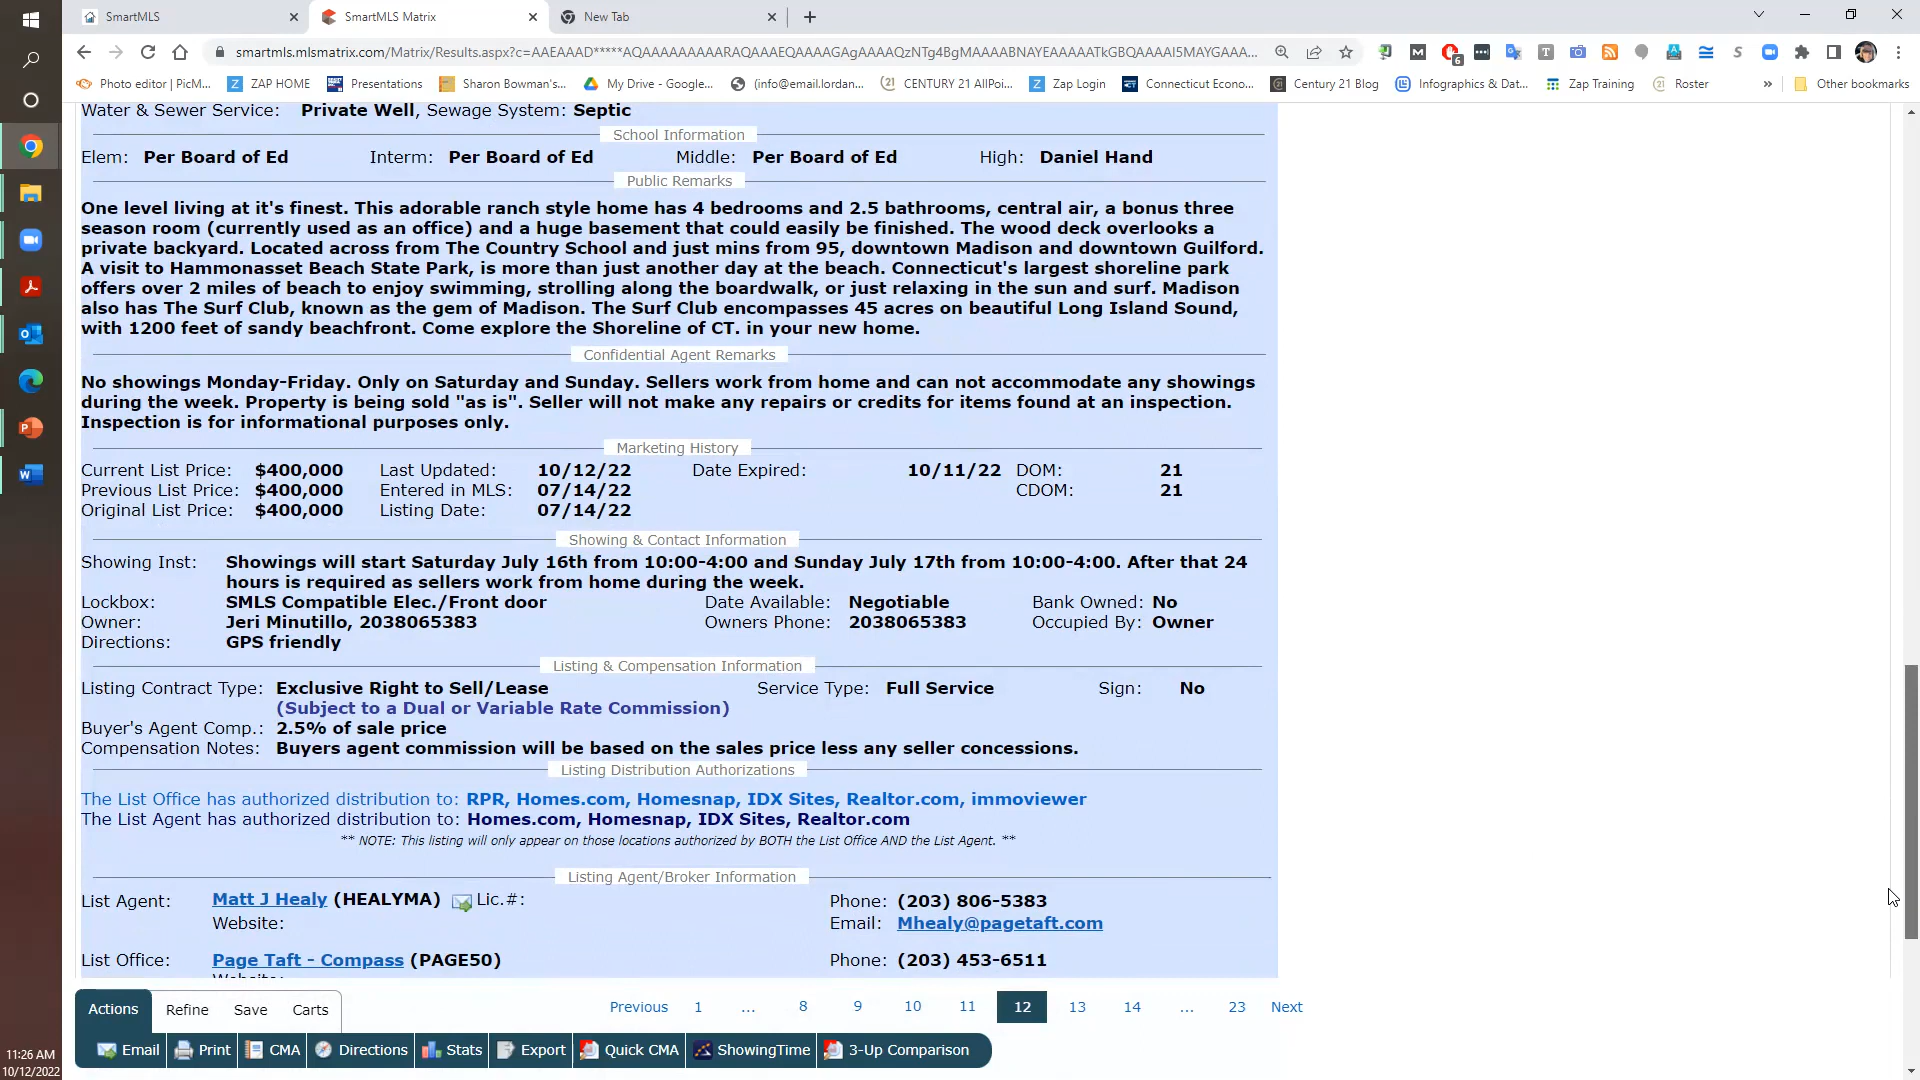 SmartMLS
SmartMLS Matrix
New Tab
smartmls.mlsmatrix.com/Matrix/Results.aspx?c=AAEAAAD*****AQAAAAAAAAARAQAAAEQAAAAGAgAAAAQzNTg4BgMAAAABNAYEAAAAATkGBQAAAAI5MAYGAAA...
6
Photo editor | PicM...
ZAP HOME
Presentations
Sharon Bowman's...
My Drive - Google...
(info@email.lordan...
CENTURY 21 AllPoi...
Zap Login
Connecticut Econo...
Century 21 Blog
Infographics & Dat...
Zap Training
Roster
»
Other bookmarks
Water & Sewer Service: Private Well, Sewage System: Septic
School Information
Elem: Per Board of Ed Interm: Per Board of Ed Middle: Per Board of Ed High: Daniel Hand
Public Remarks
One level living at it's finest. This adorable ranch style home has 4 bedrooms and 2.5 bathrooms, central air, a bonus three
season room (currently used as an office) and a huge basement that could easily be finished. The wood deck overlooks a
private backyard. Located across from The Country School and just mins from 95, downtown Madison and downtown Guilford.
A visit to Hammonasset Beach State Park, is more than just another day at the beach. Connecticut's largest shoreline park
offers over 2 miles of beach to enjoy swimming, strolling along the boardwalk, or just relaxing in the sun and surf. Madison
also has The Surf Club, known as the gem of Madison. The Surf Club encompasses 45 acres on beautiful Long Island Sound,
with 1200 feet of sandy beachfront. Come explore the Shoreline of CT. in your new home.
Confidential Agent Remarks
No showings Monday-Friday. Only on Saturday and Sunday. Sellers work from home and can not accommodate any showings
during the week. Property is being sold "as is". Seller will not make any repairs or credits for items found at an inspection.
Inspection is for informational purposes only.
Marketing History
Current List Price: $400,000 Last Updated: 10/12/22 Date Expired: 10/11/22 DOM: 21
Previous List Price: $400,000 Entered in MLS: 07/14/22 CDOM: 21
Original List Price: $400,000 Listing Date: 07/14/22
Showing & Contact Information
Showing Inst: Showings will start Saturday July 16th from 10:00-4:00 and Sunday July 17th from 10:00-4:00. After that 24
hours is required as sellers work from home during the week.
Lockbox: SMLS Compatible Elec./Front door Date Available: Negotiable Bank Owned: No
Owner: Jeri Minutillo, 2038065383 Owners Phone: 2038065383 Occupied By: Owner
Directions: GPS friendly
Listing & Compensation Information
Listing Contract Type: Exclusive Right to Sell/Lease Service Type: Full Service Sign: No
(Subject to a Dual or Variable Rate Commission)
Buyer's Agent Comp.: 2.5% of sale price
Compensation Notes: Buyers agent commission will be based on the sales price less any seller concessions.
Listing Distribution Authorizations
The List Office has authorized distribution to: RPR, Homes.com, Homesnap, IDX Sites, Realtor.com, immoviewer
The List Agent has authorized distribution to: Homes.com, Homesnap, IDX Sites, Realtor.com
** NOTE: This listing will only appear on those locations authorized by BOTH the List Office AND the List Agent. **
Listing Agent/Broker Information
List Agent: Matt J Healy (HEALYMA) Lic.#: Phone: (203) 806-5383
Website: Email: Mhealy@pagetaft.com
List Office: Page Taft - Compass (PAGE50) Phone: (203) 453-6511
Website:
Actions Refine Save Carts
Previous 1 ... 8 9 10 11 12 13 14 ... 23 Next
Email Print CMA Directions Stats Export Quick CMA ShowingTime 3-Up Comparison
11:26 AM
10/12/2022